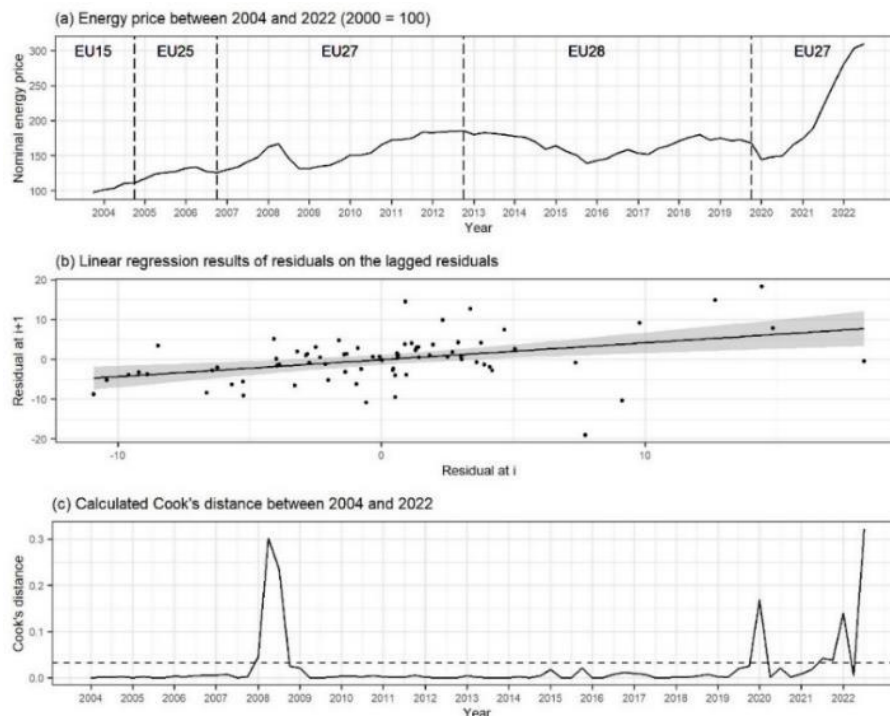 (a) Energy price between 2004 and 2022 (2000 = 100)
EU15 EU25 EU27 EU28 EU27
Nominal energy price
300
250
200
150
100
2004 2005 2006 2007 2008 2009 2010 2011 2012 2013 2014 2015 2016 2017 2018 2019 2020 2021 2022
Year
(b) Linear regression results of residuals on the lagged residuals
Residual at i+1
20
10
0
-10
-20
-10 0 10
Residual at i
(c) Calculated Cook's distance between 2004 and 2022
Cook's distance
0.3
0.2
0.1
0.0
2004 2005 2006 2007 2008 2009 2010 2011 2012 2013 2014 2015 2016 2017 2018 2019 2020 2021 2022
Year